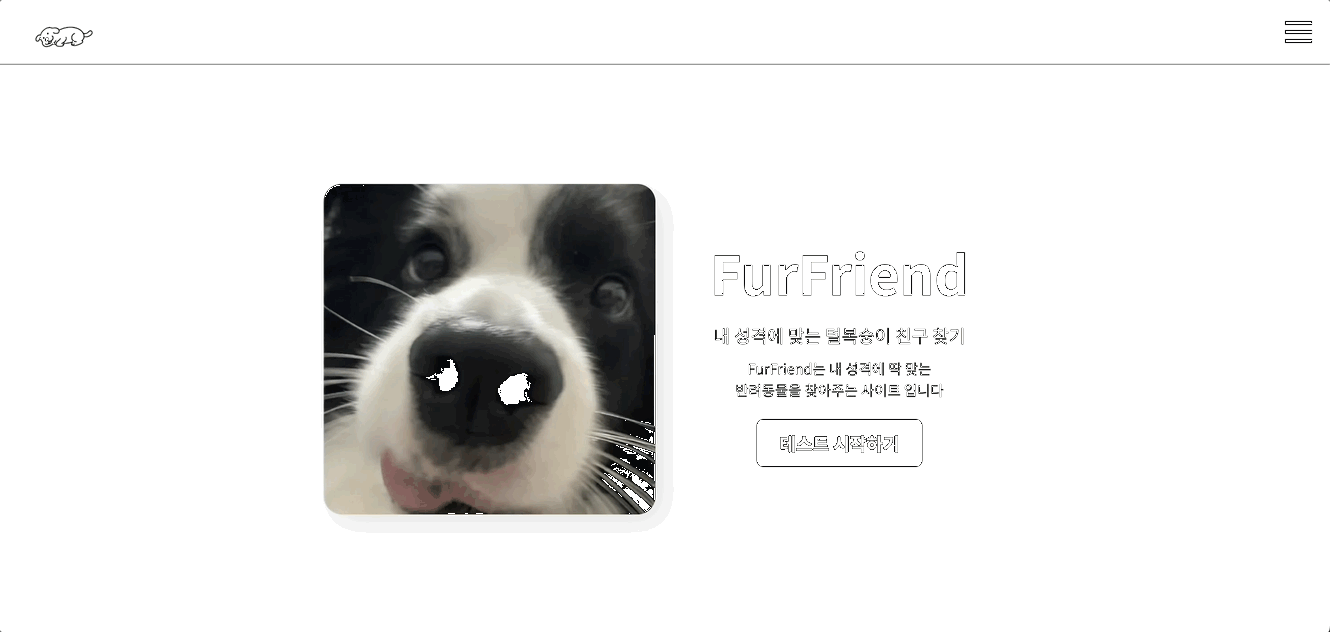 FurFriend
내 성격에 맞는 털복숭이 친구 찾기
FurFriend는 내 성격에 딱 맞는
반려동물을 찾아주는 사이트 입니다
테스트 시작하기